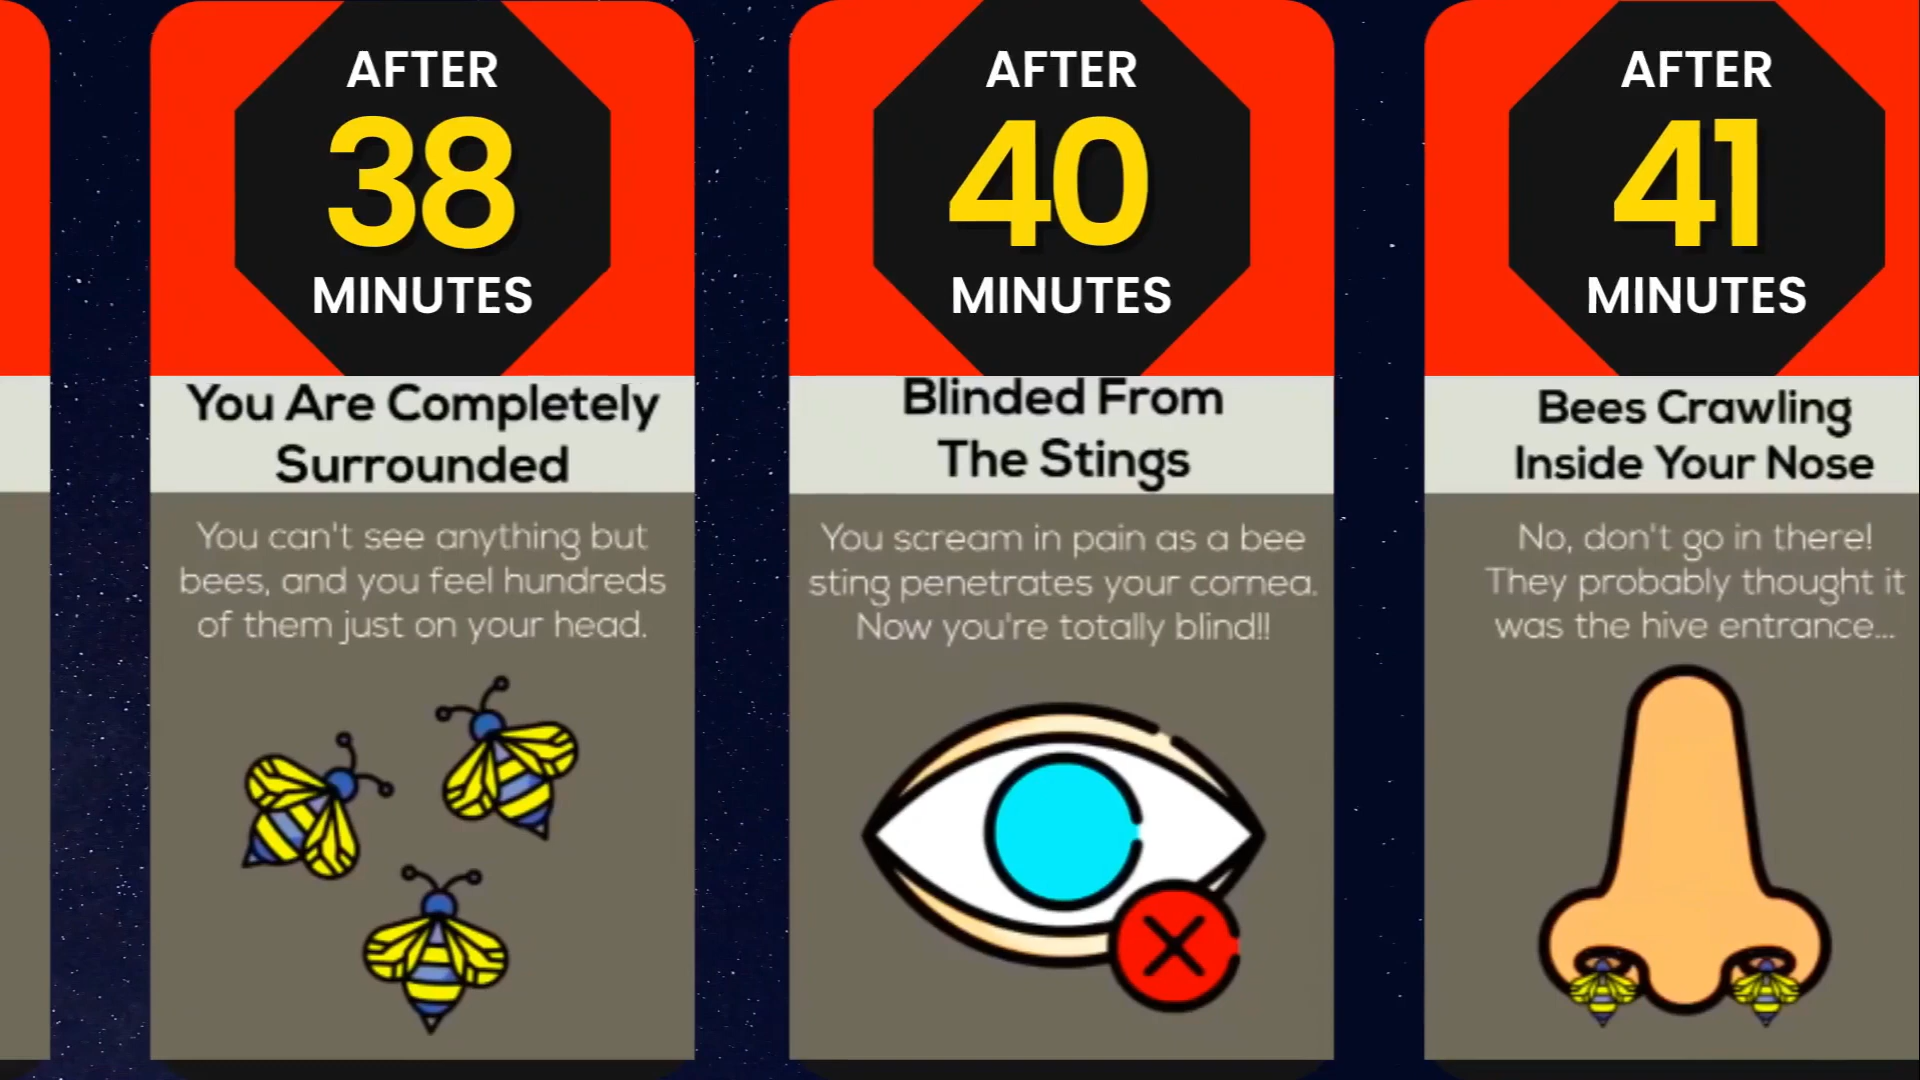 AFTER
38
MINUTES
You Are Completely
Surrounded
You can't see anything but
bees, and you feel hundreds
of them just on your head.
AFTER
40
MINUTES
Blinded From
The Stings
You scream in pain as a bee
sting penetrates your cornea.
Now you're totally blind!!
AFTER
41
MINUTES
Bees Crawling
Inside Your Nose
No, don't go in there!
They probably thought it
was the hive entrance...